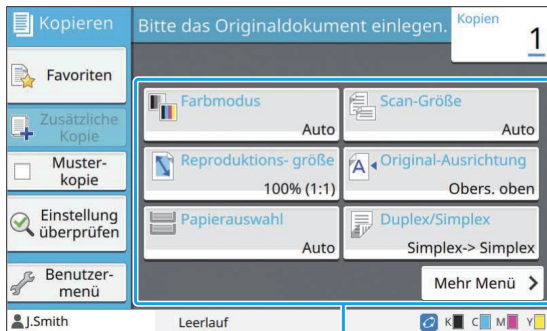 Kopieren
Bitte das Originaldokument einlegen.
Kopien
1
Favoriten
Zusätzliche
Kopie
Muster-
kopie
Einstellung
überprüfen
Benutzer-
menü
Farbmodus
Auto
Scan-Größe
Auto
Reproduktions- größe
100% (1:1)
Original-Ausrichtung
Obers. oben
Papierauswahl
Auto
Duplex/Simplex
Simplex-> Simplex
Mehr Menü
J.Smith
Leerlauf
K C M Y